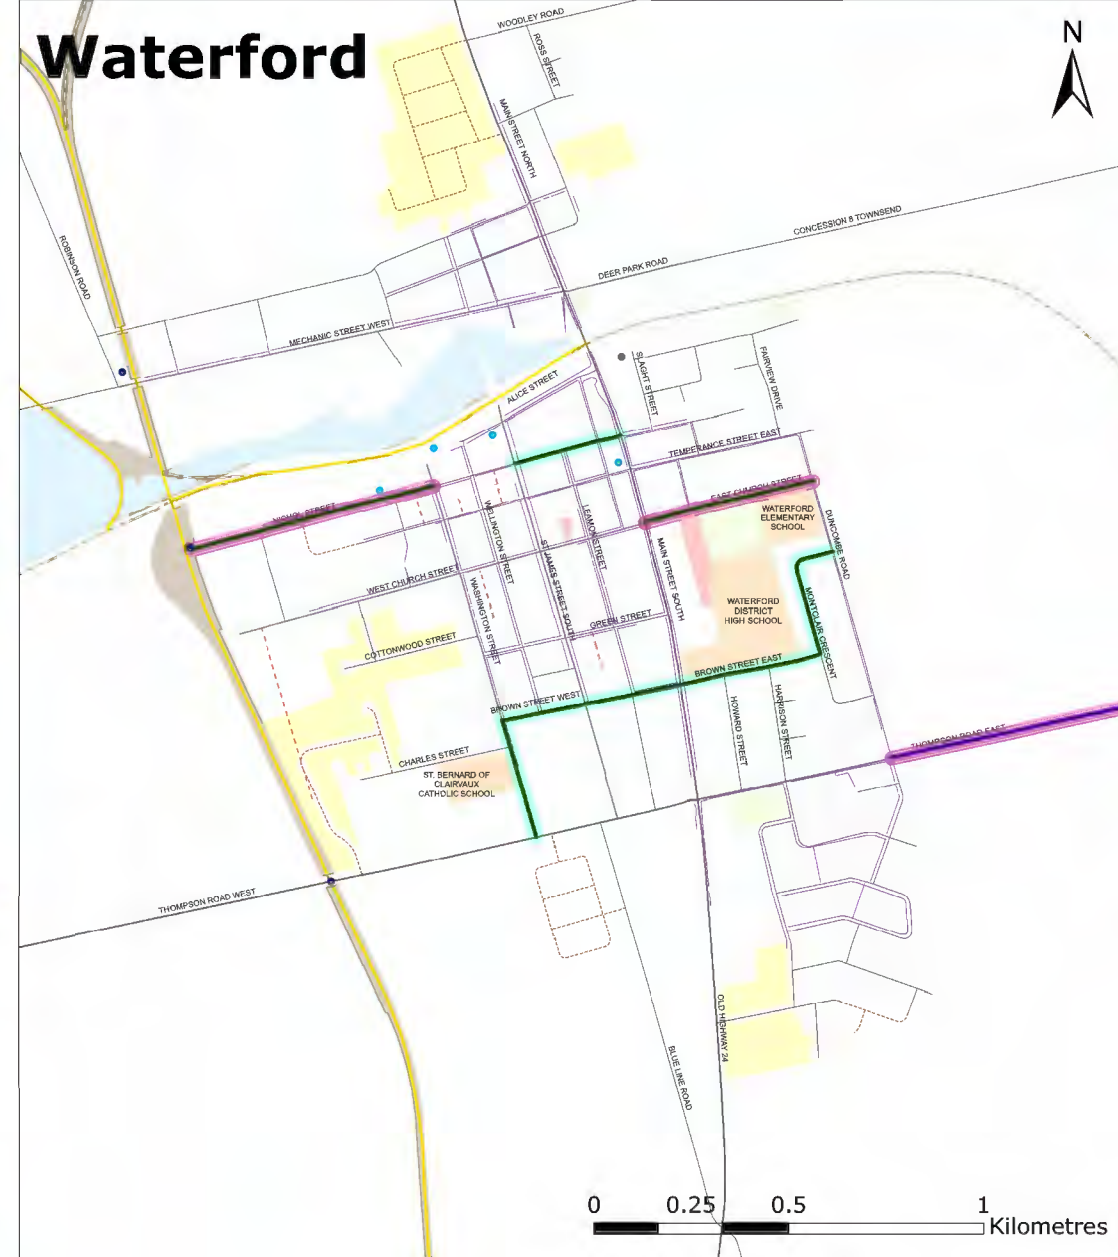 Waterford
N
WOODLEY ROAD
ROSS STREET
MAIN STREET NORTH
CONCESSION 8 TOWNSEND
ROBINSON ROAD
DEER PARK ROAD
MECHANIC STREET WEST
SLAGHT STREET
FAIRVIEW DRIVE
ALICE STREET
TEMPERANCE STREET EAST
NICHOL STREET
EAST CHURCH STREET
WATERFORD
ELEMENTARY
SCHOOL
WELLINGTON STREET
LEAMON STREET
DUNCOMBE ROAD
ST JAMES STREET SOUTH
MAIN STREET SOUTH
WEST CHURCH STREET
WASHINGTON STREET
MONTCLAIR CRESCENT
WATERFORD
DISTRICT
HIGH SCHOOL
GREEN STREET
COTTONWOOD STREET
BROWN STREET EAST
BROWN STREET WEST
HOWARD STREET
HARRISON STREET
THOMPSON ROAD EAST
CHARLES STREET
ST. BERNARD OF
CLAIRVAUX
CATHOLIC SCHOOL
THOMPSON ROAD WEST
OLD HIGHWAY 24
BLUE LINE ROAD
0 0.25 0.5 1
Kilometres